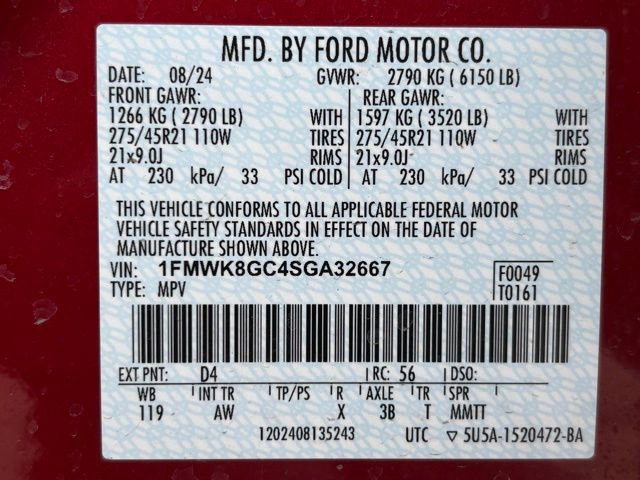 MFD. BY FORD MOTOR CO.
DATE: 08/24 GVWR: 2790 KG ( 6150 LB)
FRONT GAWR: REAR GAWR:
1266 KG ( 2790 LB) WITH 1597 KG ( 3520 LB) WITH
275/45R21 110W TIRES 275/45R21 110W TIRES
21x9.0J RIMS 21x9.0J RIMS
AT 230 kPa/ 33 PSI COLD AT 230 kPa/ 33 PSI COLD
THIS VEHICLE CONFORMS TO ALL APPLICABLE FEDERAL MOTOR
VEHICLE SAFETY STANDARDS IN EFFECT ON THE DATE OF
MANUFACTURE SHOWN ABOVE.
VIN: 1FMWK8GC4SGA32667 F0049
TYPE: MPV T0161
EXT PNT: D4 RC: 56 DSO:
WB INT TR TP/PS R AXLE TR SPR
119 AW X 3B T MMTT
1202408135243 UTC ▽ 5U5A-1520472-BA